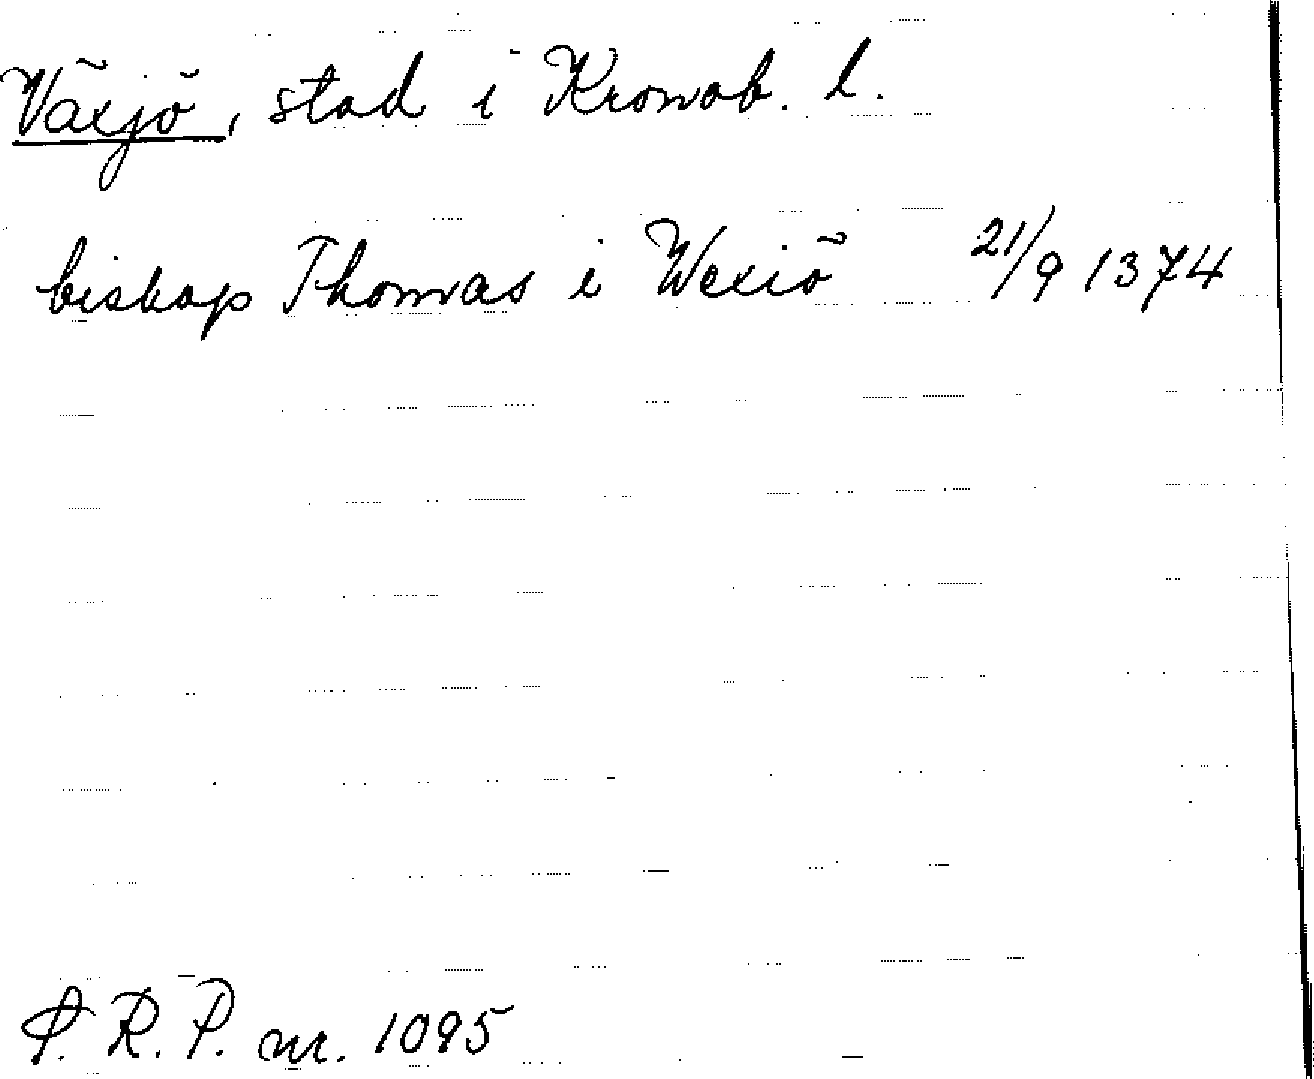 Växjö, stad i Kronob. l.
biskop Thomas i Wexiö 21/9 1374
P. R. P. nr. 1095